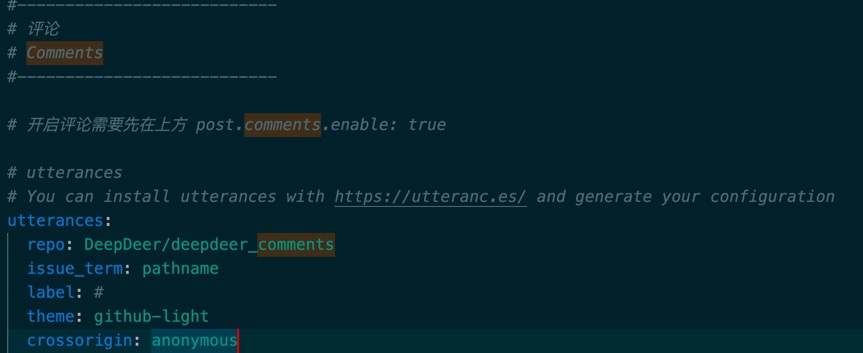 #---------------------------
# 评论
# Comments
#---------------------------
# 开启评论需要先在上方 post.comments.enable: true
# utterances
# You can install utterances with https://utteranc.es/ and generate your configuration
utterances:
  repo: DeepDeer/deepdeer_comments
  issue_term: pathname
  label: #
  theme: github-light
  crossorigin: anonymous